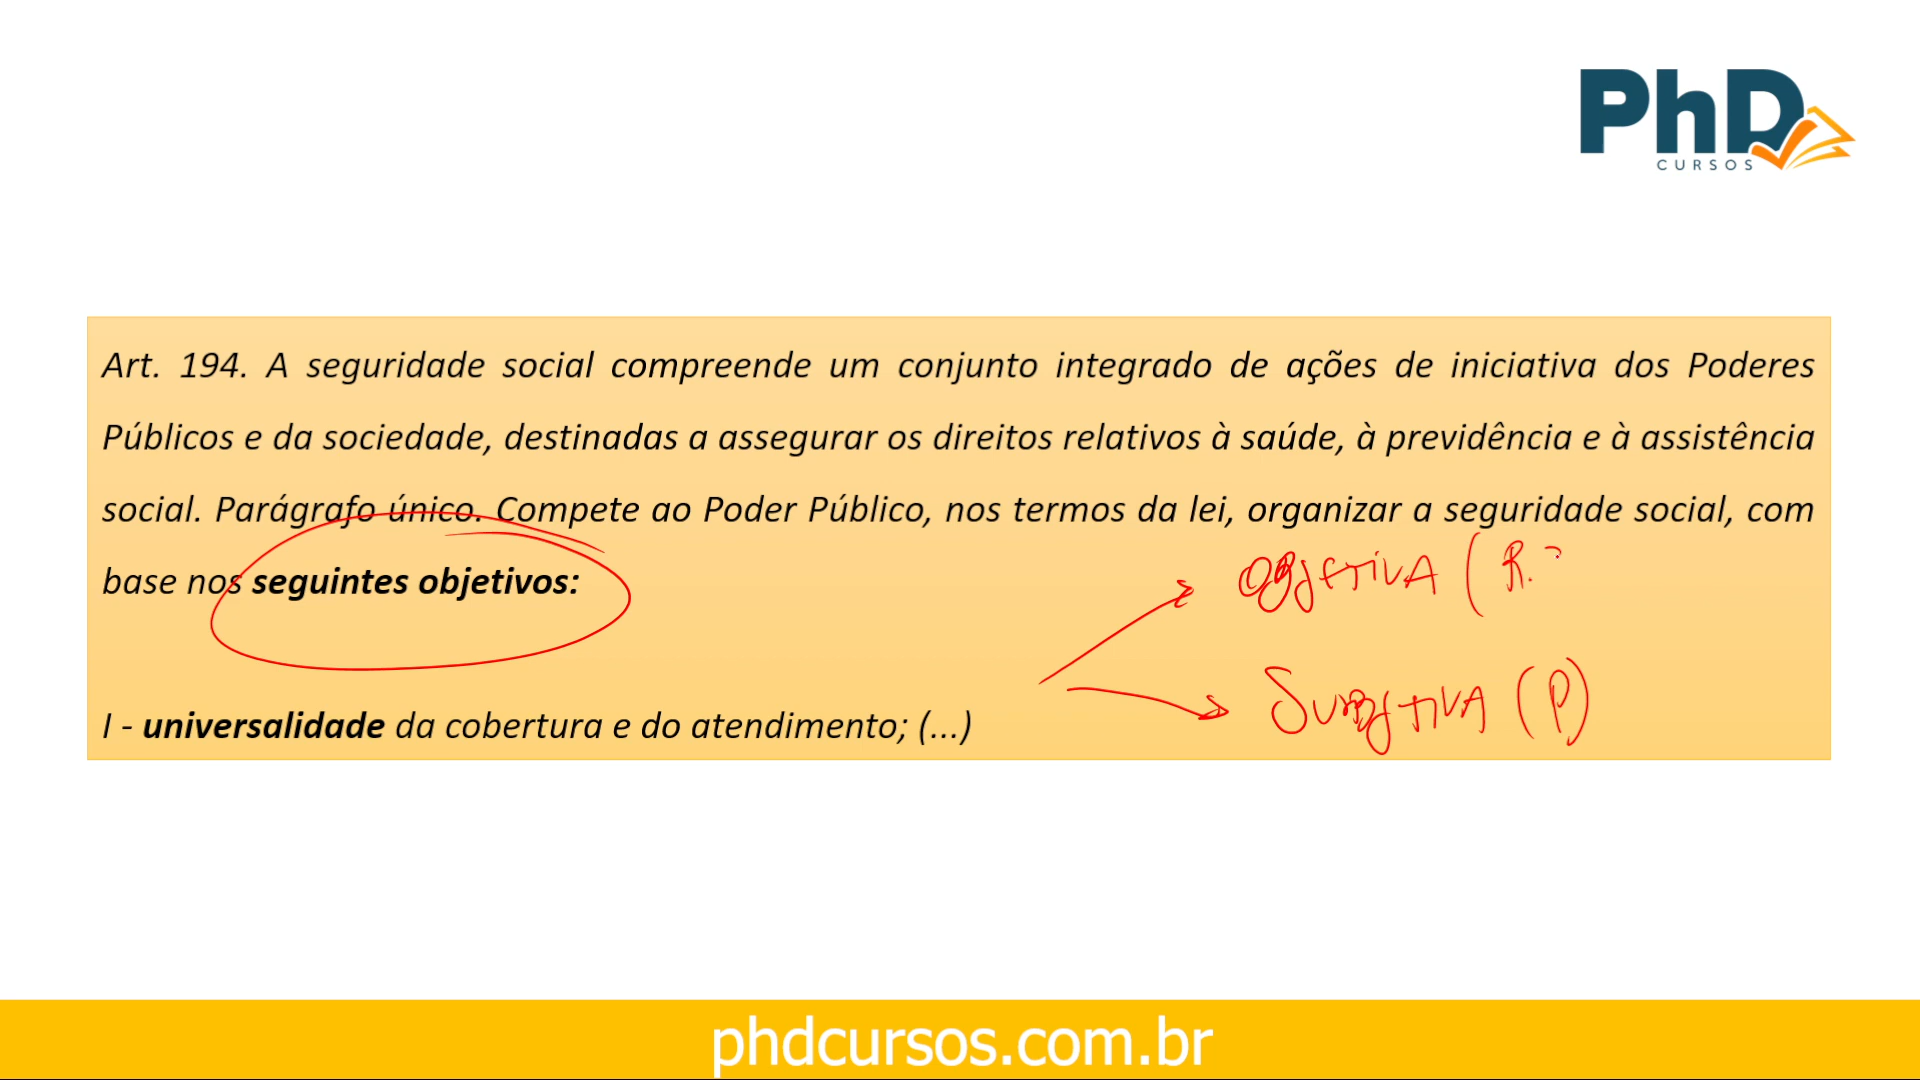 PhD
CURSOS
Art. 194. A seguridade social compreende um conjunto integrado de ações de iniciativa dos Poderes
Públicos e da sociedade, destinadas a assegurar os direitos relativos à saúde, à previdência e à assistência
social. Parágrafo único. Compete ao Poder Público, nos termos da lei, organizar a seguridade social, com
base nos seguintes objetivos:
OBJETIVA (R.
SUBJETIVA (P)
I - universalidade da cobertura e do atendimento; (...)
phdcursos.com.br